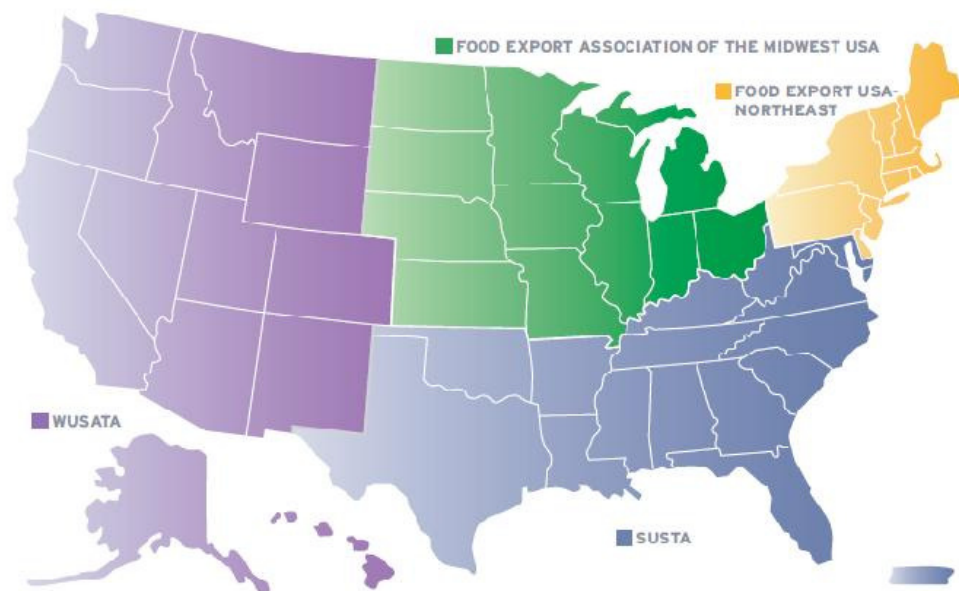 FOOD EXPORT ASSOCIATION OF THE MIDWEST USA
FOOD EXPORT USA-
NORTHEAST
WUSATA
SUSTA